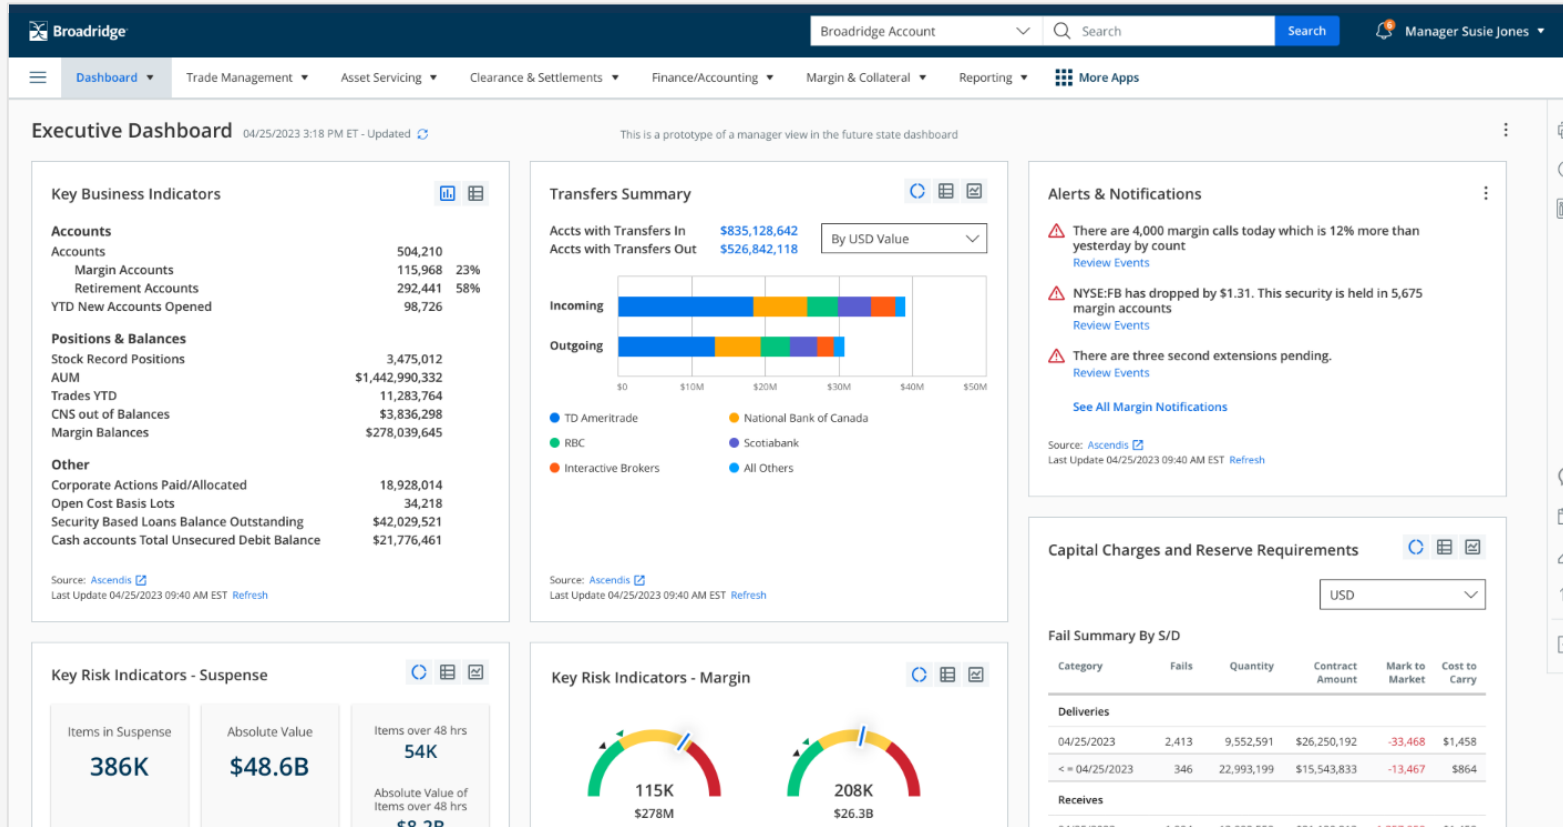 Broadridge
Broadridge Account
Search
Search
6
Manager Susie Jones
Dashboard
Trade Management
Asset Servicing
Clearance & Settlements
Finance/Accounting
Margin & Collateral
Reporting
More Apps
Executive Dashboard
04/25/2023 3:18 PM ET - Updated
This is a prototype of a manager view in the future state dashboard
Key Business Indicators
Accounts
Accounts 504,210
Margin Accounts 115,968 23%
Retirement Accounts 292,441 58%
YTD New Accounts Opened 98,726
Positions & Balances
Stock Record Positions 3,475,012
AUM $1,442,990,332
Trades YTD 11,283,764
CNS out of Balances $3,836,298
Margin Balances $278,039,645
Other
Corporate Actions Paid/Allocated 18,928,014
Open Cost Basis Lots 34,218
Security Based Loans Balance Outstanding $42,029,521
Cash accounts Total Unsecured Debit Balance $21,776,461
Source: Ascendis
Last Update 04/25/2023 09:40 AM EST Refresh
Transfers Summary
Accts with Transfers In $835,128,642
Accts with Transfers Out $526,842,118
By USD Value
Incoming
Outgoing
$0 $10M $20M $30M $40M $50M
TD Ameritrade
National Bank of Canada
RBC
Scotiabank
Interactive Brokers
All Others
Source: Ascendis
Last Update 04/25/2023 09:40 AM EST Refresh
Alerts & Notifications
There are 4,000 margin calls today which is 12% more than
yesterday by count
Review Events
NYSE:FB has dropped by $1.31. This security is held in 5,675
margin accounts
Review Events
There are three second extensions pending.
Review Events
See All Margin Notifications
Source: Ascendis
Last Update 04/25/2023 09:40 AM EST Refresh
Key Risk Indicators - Suspense
Items in Suspense
386K
Absolute Value
$48.6B
Items over 48 hrs
54K
Absolute Value of
Items over 48 hrs
$8.2B
Key Risk Indicators - Margin
115K
$278M
208K
$26.3B
Capital Charges and Reserve Requirements
USD
Fail Summary By S/D
Category Fails Quantity Contract Amount Mark to Market Cost to Carry
Deliveries
04/25/2023 2,413 9,552,591 $26,250,192 -33,468 $1,458
< = 04/25/2023 346 22,993,199 $15,543,833 -13,467 $864
Receives